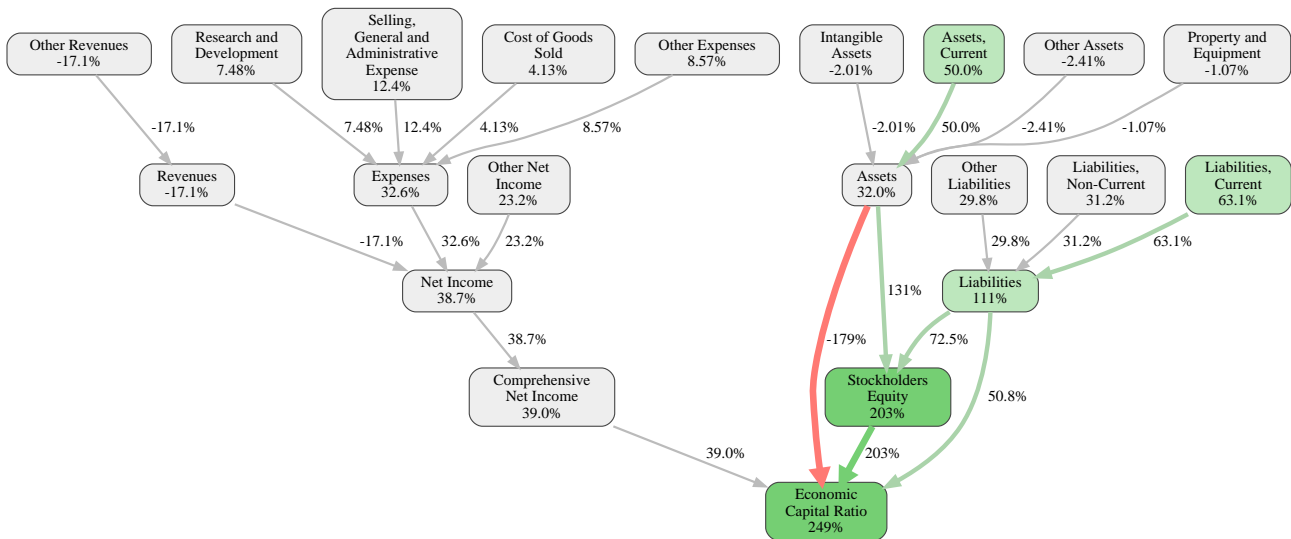 Other Revenues
-17.1%
Research and
Development
7.48%
Selling,
General and
Administrative
Expense
12.4%
Cost of Goods
Sold
4.13%
Other Expenses
8.57%
Intangible
Assets
-2.01%
Assets,
Current
50.0%
Other Assets
-2.41%
Property and
Equipment
-1.07%
-17.1%
7.48%
12.4%
4.13%
8.57%
-2.01%
50.0%
-2.41%
-1.07%
Revenues
-17.1%
Expenses
32.6%
Other Net
Income
23.2%
Assets
32.0%
Other
Liabilities
29.8%
Liabilities,
Non-Current
31.2%
Liabilities,
Current
63.1%
-17.1%
32.6%
23.2%
29.8%
31.2%
63.1%
Net Income
38.7%
131%
Liabilities
111%
38.7%
-179%
72.5%
Comprehensive
Net Income
39.0%
Stockholders
Equity
203%
50.8%
39.0%
203%
Economic
Capital Ratio
249%